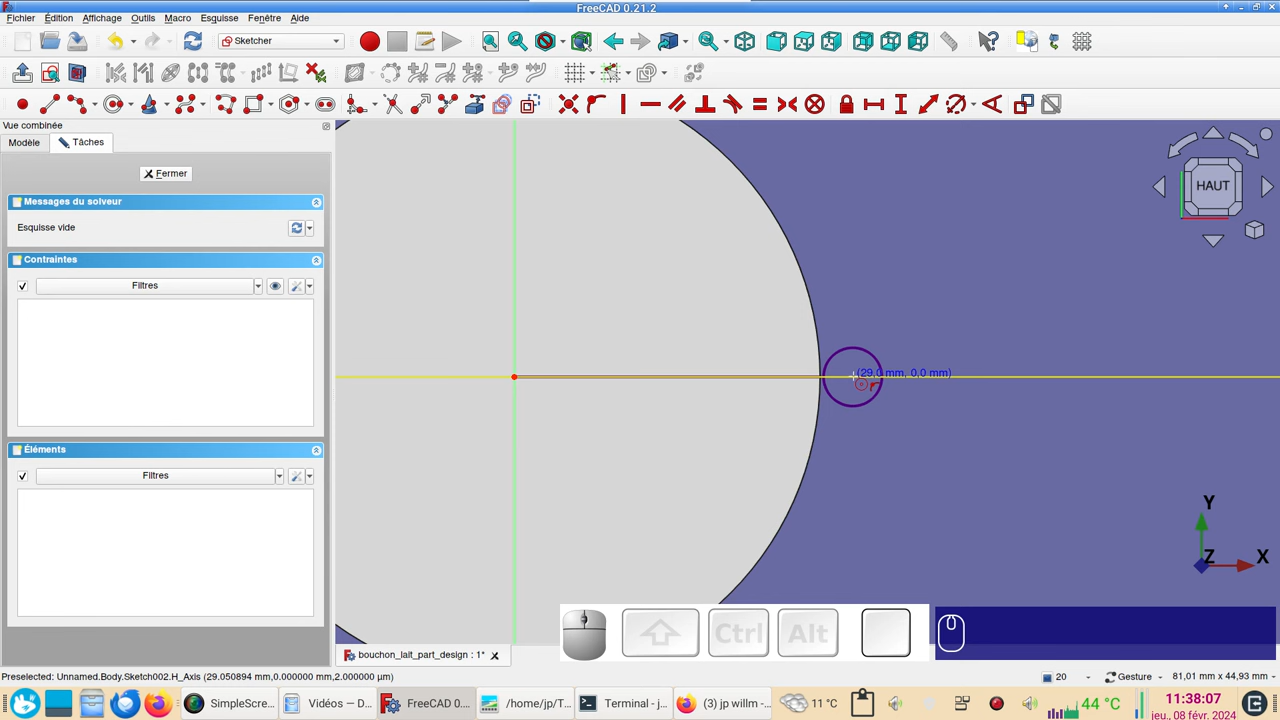 FreeCAD 0.21.2
Fichier Édition Affichage Outils Macro Esquisse Fenêtre Aide
Sketcher
Vue combinée
Modèle Tâches
Fermer
Messages du solveur
Esquisse vide
Contraintes
Filtres
Éléments
Filtres
(29,0 mm, 0,0 mm)
HAUT
Y
Z
X
Ctrl
Alt
bouchon_lait_part_design : 1*
Preselected: Unnamed.Body.Sketch002.H_Axis (29.050894 mm,0.000000 mm,2.000000 µm)
20
Gesture
81,01 mm x 44,93 mm
SimpleScre...
Vidéos — D...
FreeCAD 0....
/home/jp/T...
Terminal - j...
(3) jp willm -...
11 °C
44 °C
11:38:07
jeu., 08 févr. 2024